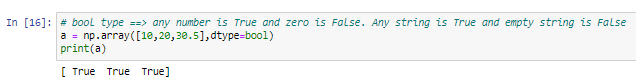 In [16]: # bool type ==> any number is True and zero is False. Any string is True and empty string is False
a = np.array([10,20,30.5],dtype=bool)
print(a)
[ True  True  True]